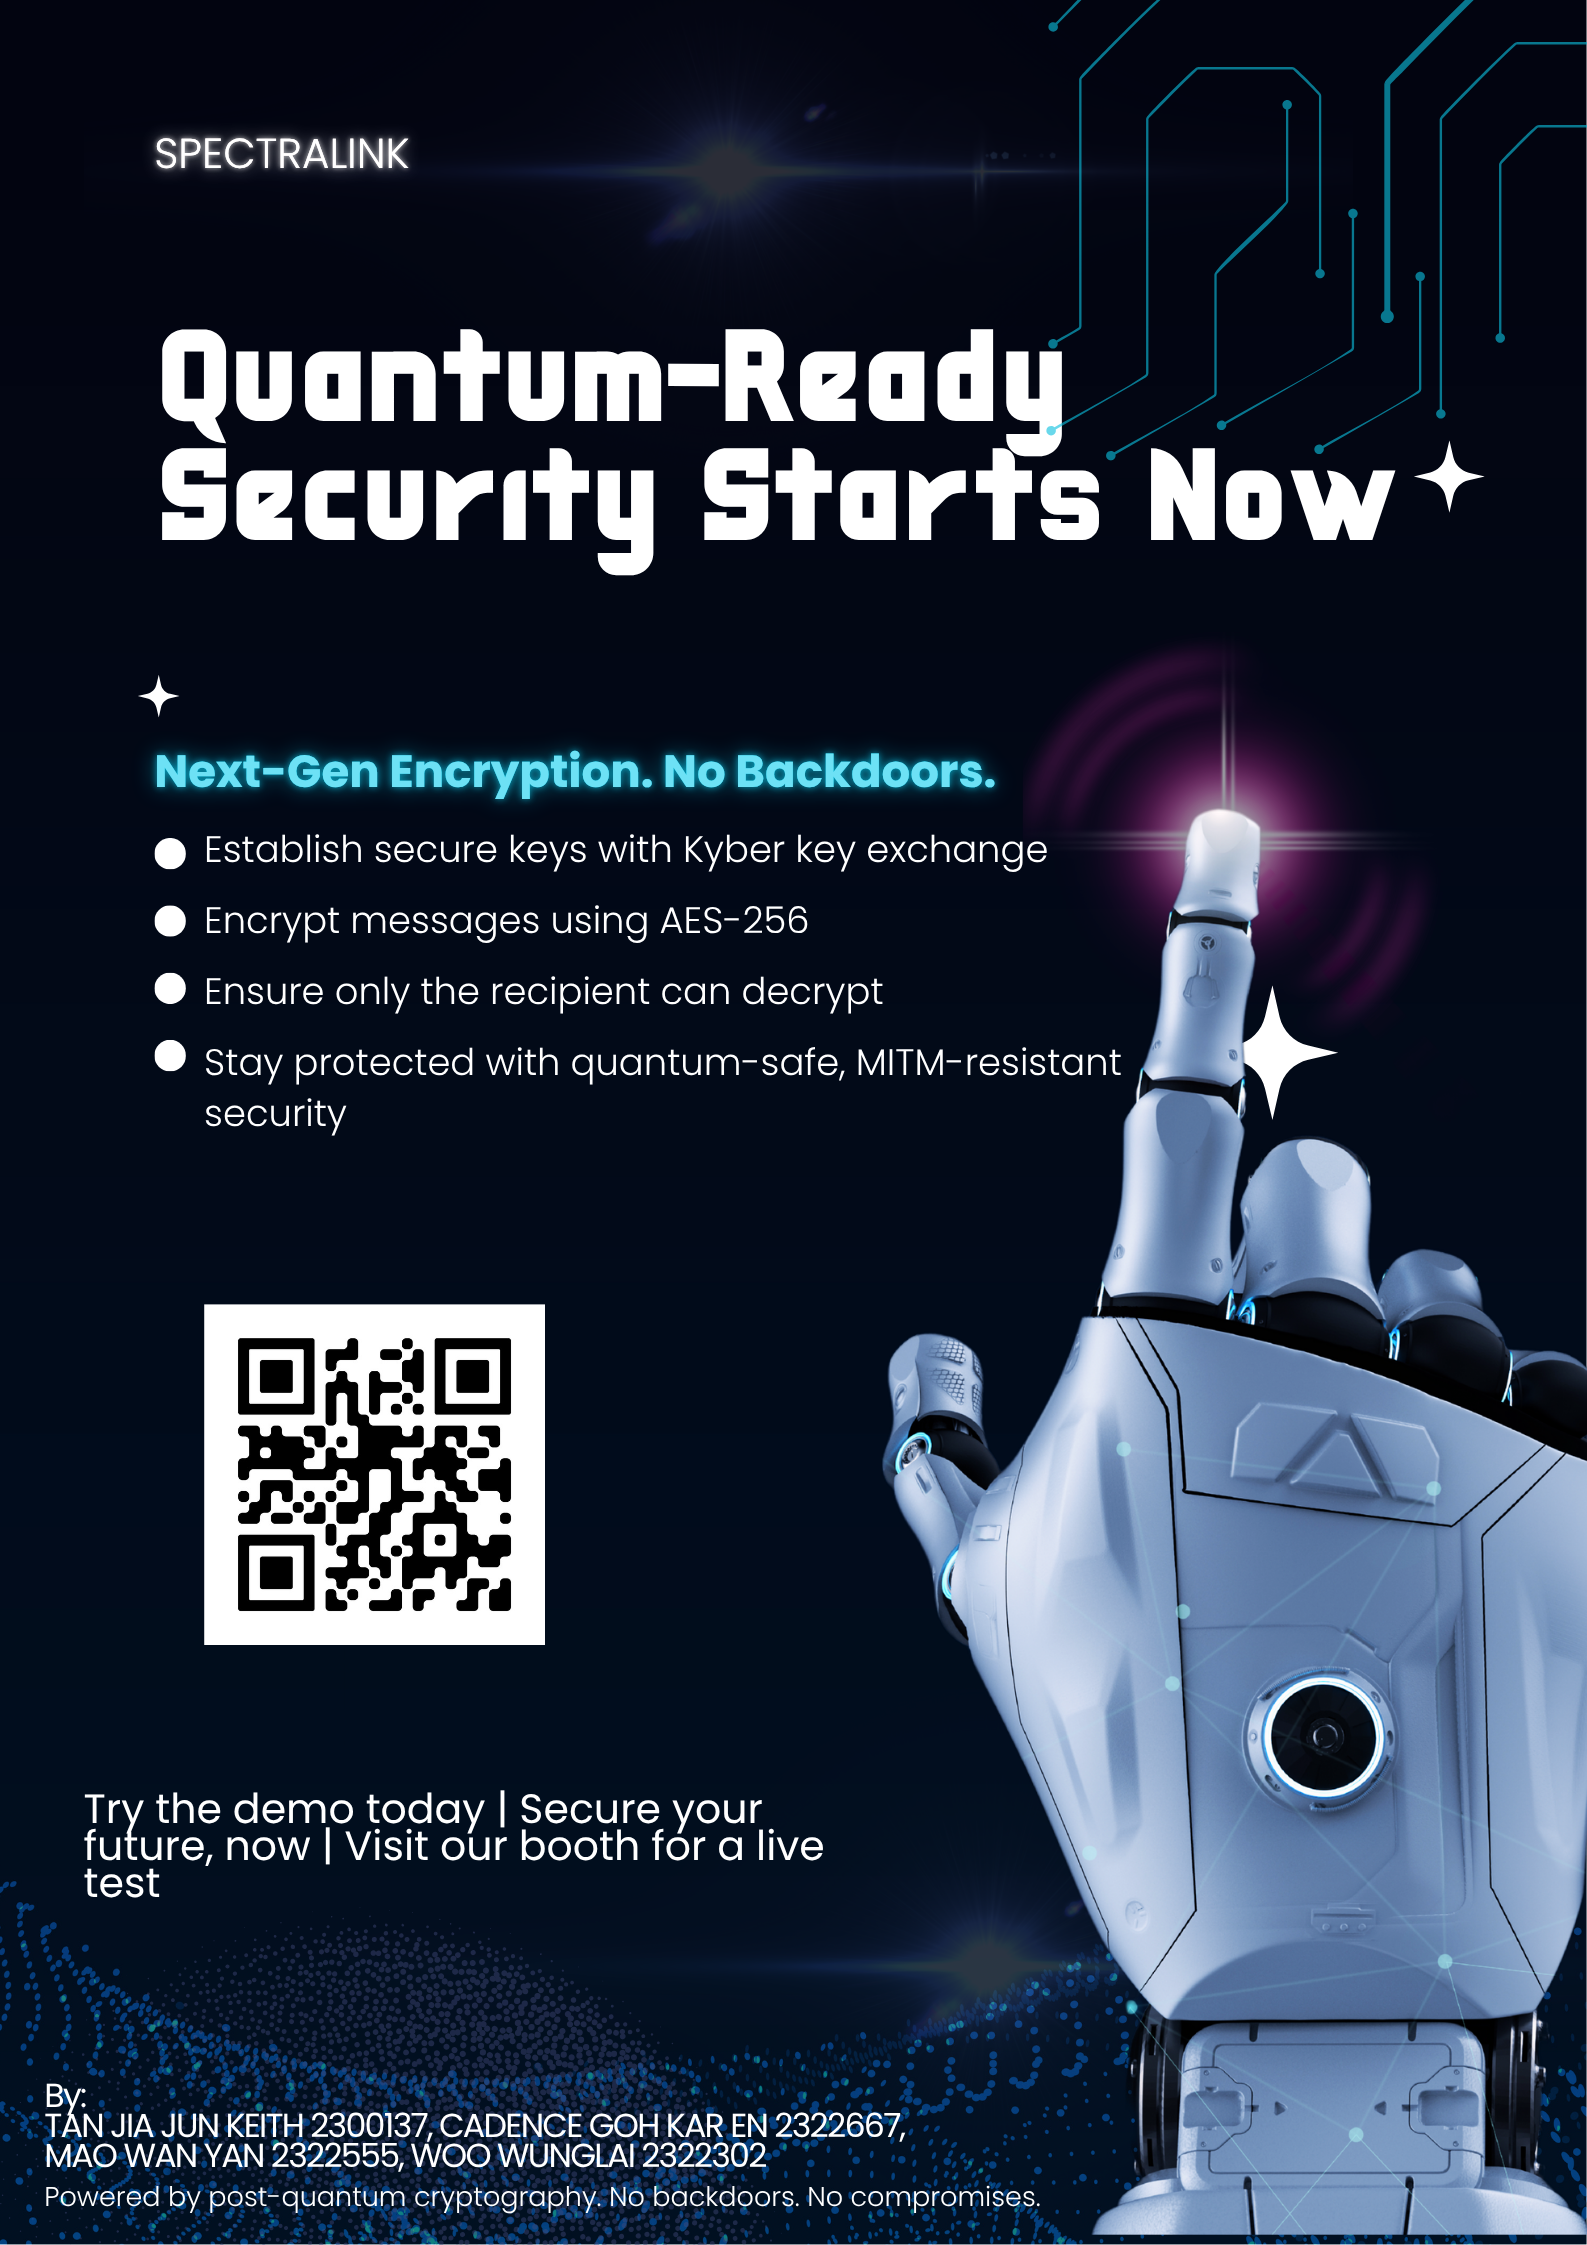 SPECTRALINK
Quantum-Ready
Security Starts Now
Next-Gen Encryption. No Backdoors.
Establish secure keys with Kyber key exchange
Encrypt messages using AES-256
Ensure only the recipient can decrypt
Stay protected with quantum-safe, MITM-resistant
security
Try the demo today | Secure your
future, now | Visit our booth for a live
test
By:
TAN JIA JUN KEITH 2300137, CADENCE GOH KAR EN 2322667,
MAO WAN YAN 2322555, WOO WUNGLAI 2322302
Powered by post-quantum cryptography. No backdoors. No compromises.